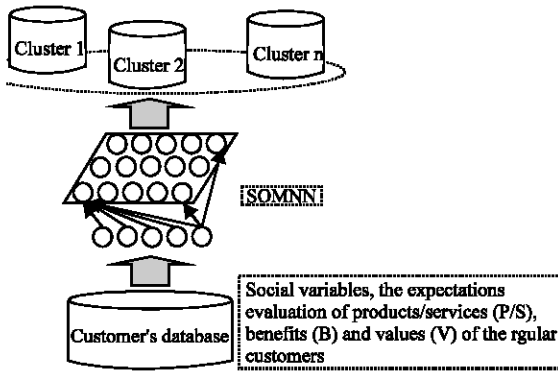 Cluster 1
Cluster 2
Cluster n
SOMNN
Customer's database
Social variables, the expectations
evaluation of products/services (P/S),
benefits (B) and values (V) of the rgular
customers